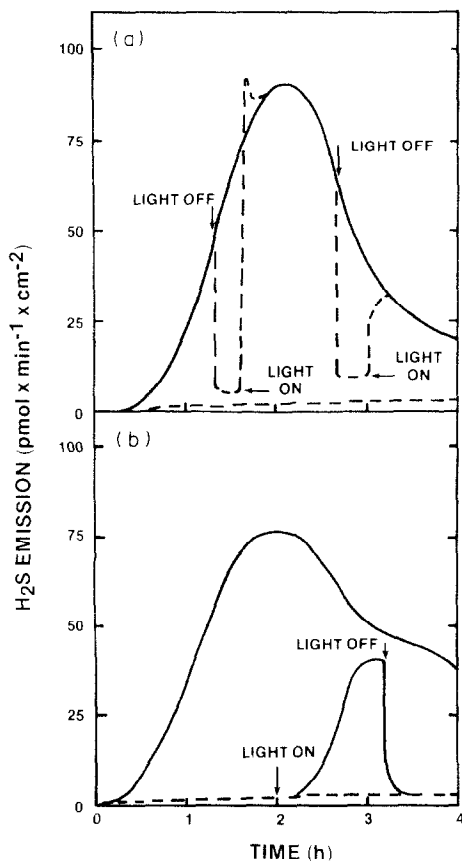 (a)
100
75
50
25
0
LIGHT OFF
LIGHT OFF
LIGHT
ON
LIGHT
ON
(b)
100
75
50
25
0
LIGHT OFF
LIGHT ON
0
1
2
3
4
TIME (h)
H₂S EMISSION (pmol x min⁻¹ x cm⁻²)